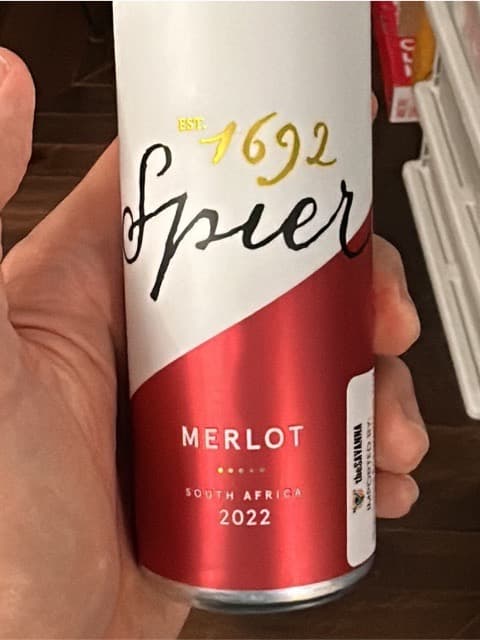 EST. 1692
Spier
MERLOT
SOUTH AFRICA
2022
theSAVANNA
IMPORTED BY: